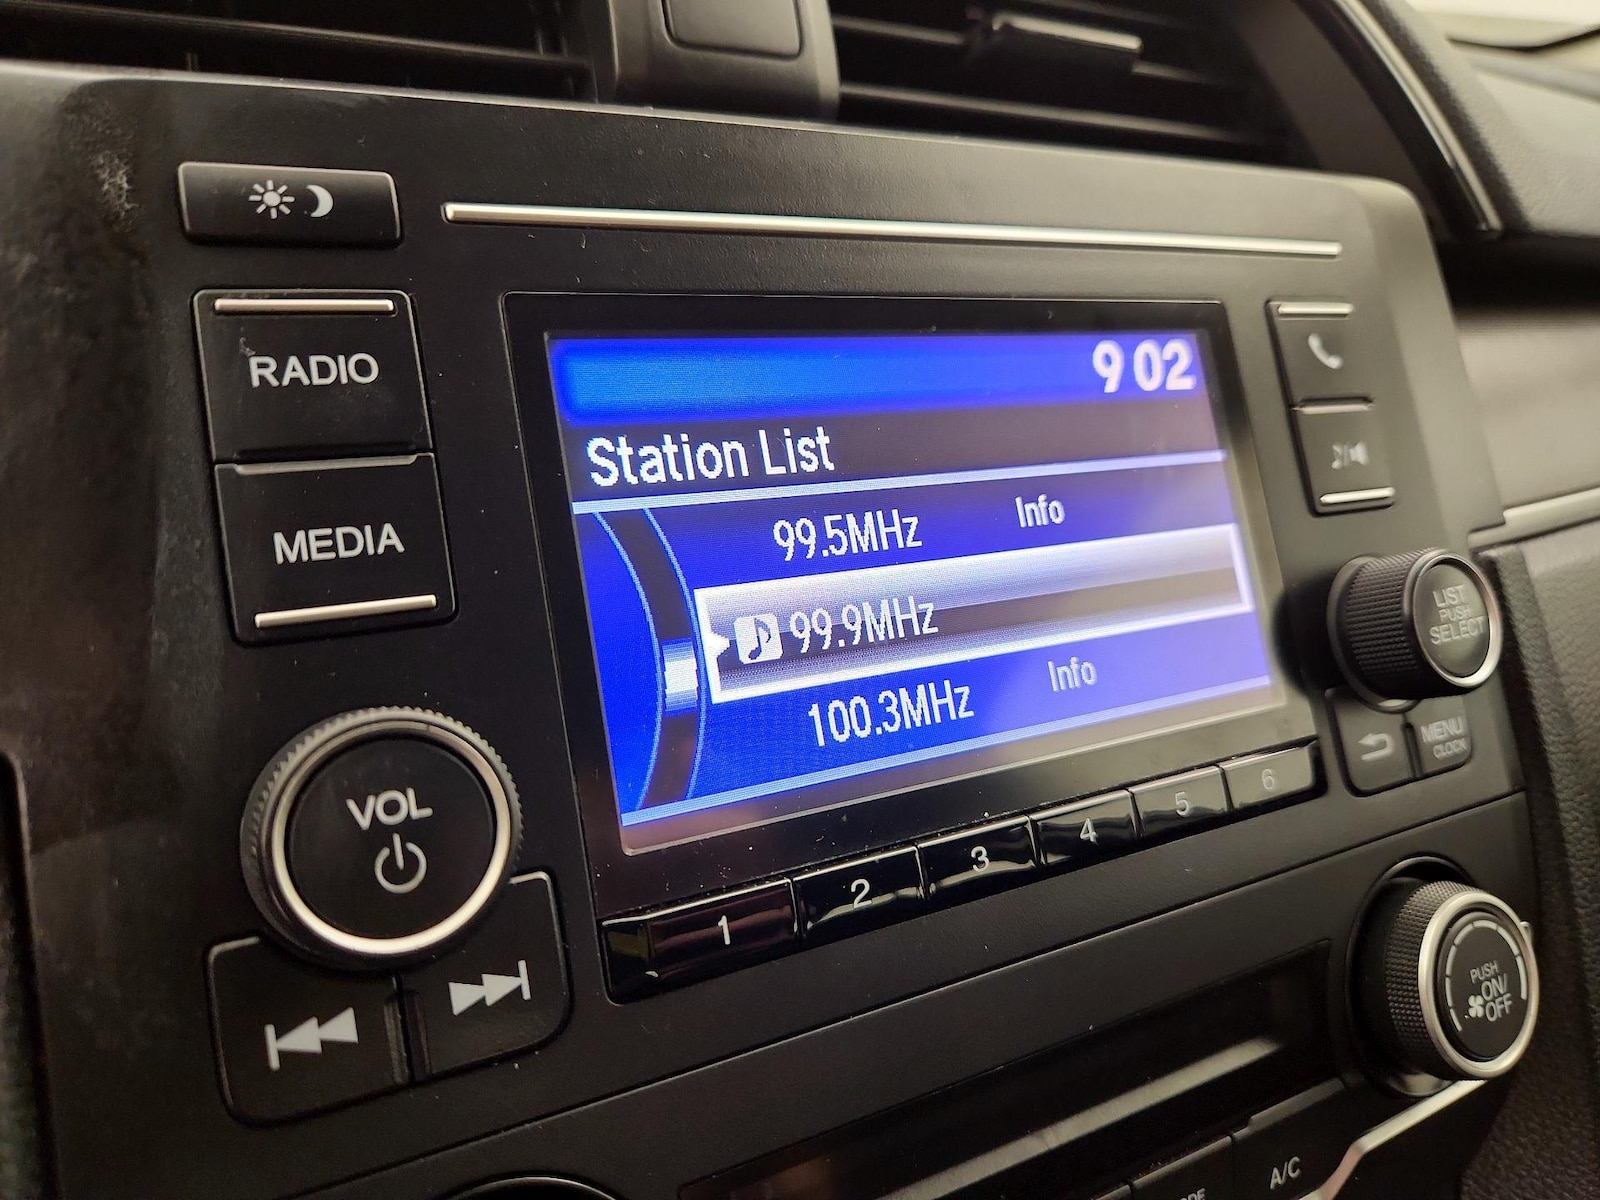 RADIO
MEDIA
VOL
9 02
Station List
99.5MHz Info
99.9MHz
100.3MHz Info
1 2 3 4 5 6
LIST
PUSH
SELECT
MENU
CLOCK
PUSH
ON/
OFF
A/C